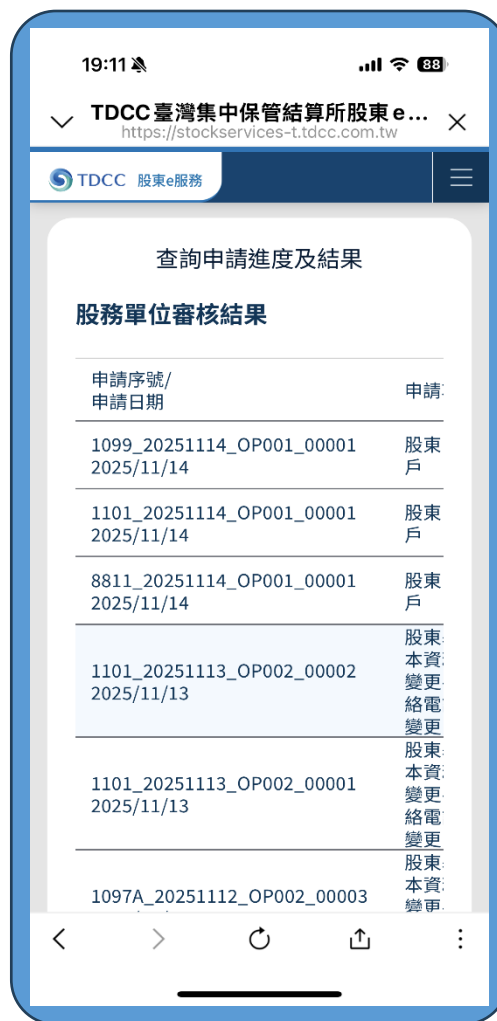 19:11
88
TDCC臺灣集中保管結算所股東e...
https://stockservices-t.tdcc.com.tw
TDCC 股東e服務
查詢申請進度及結果
股務單位審核結果
申請序號/
申請日期
申請
1099_20251114_OP001_00001
2025/11/14
股東
戶
1101_20251114_OP001_00001
2025/11/14
股東
戶
8811_20251114_OP001_00001
2025/11/14
股東
戶
1101_20251113_OP002_00002
2025/11/13
股東
本資
變更
絡電
變更
1101_20251113_OP002_00001
2025/11/13
股東
本資
變更
絡電
變更
1097A_20251112_OP002_00003
股東
本資
變更